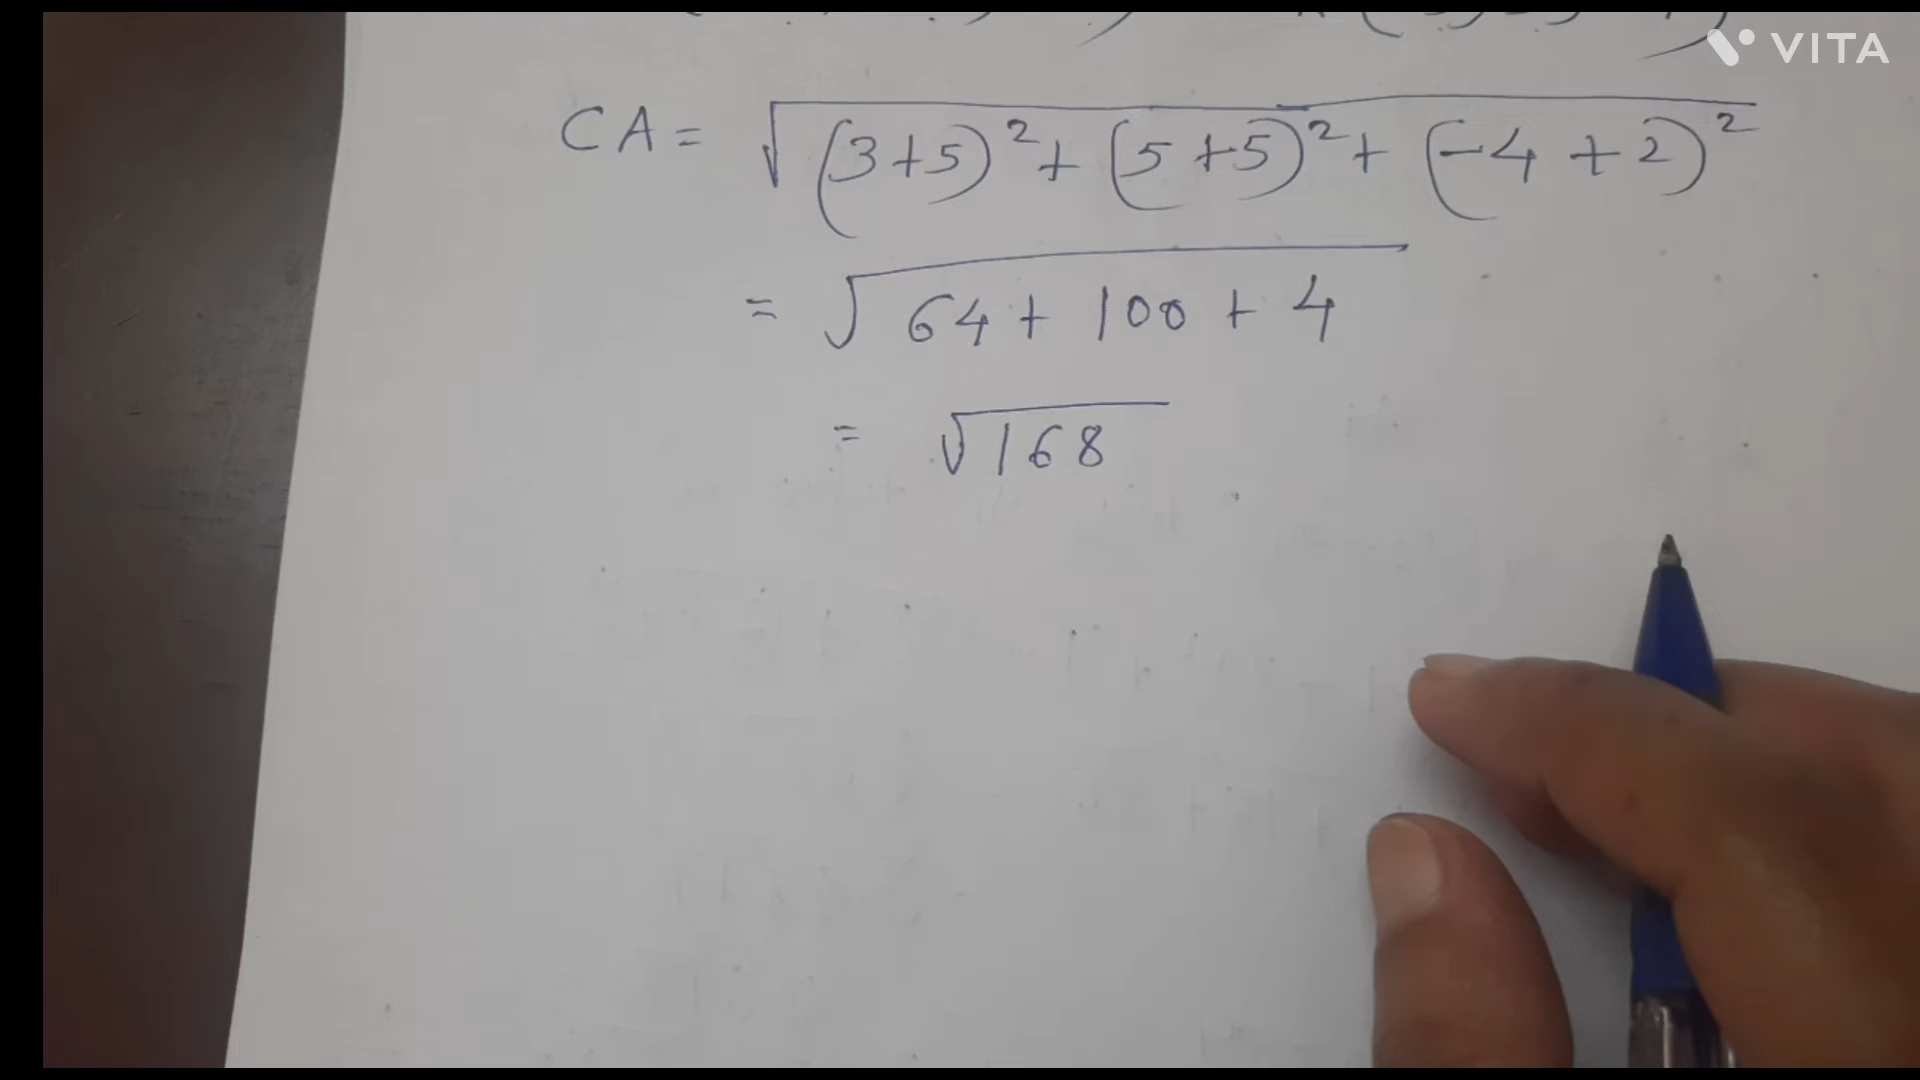 VITA
CA = √(3+5)² + (5+5)² + (-4+2)²
= √64 + 100 + 4
= √168